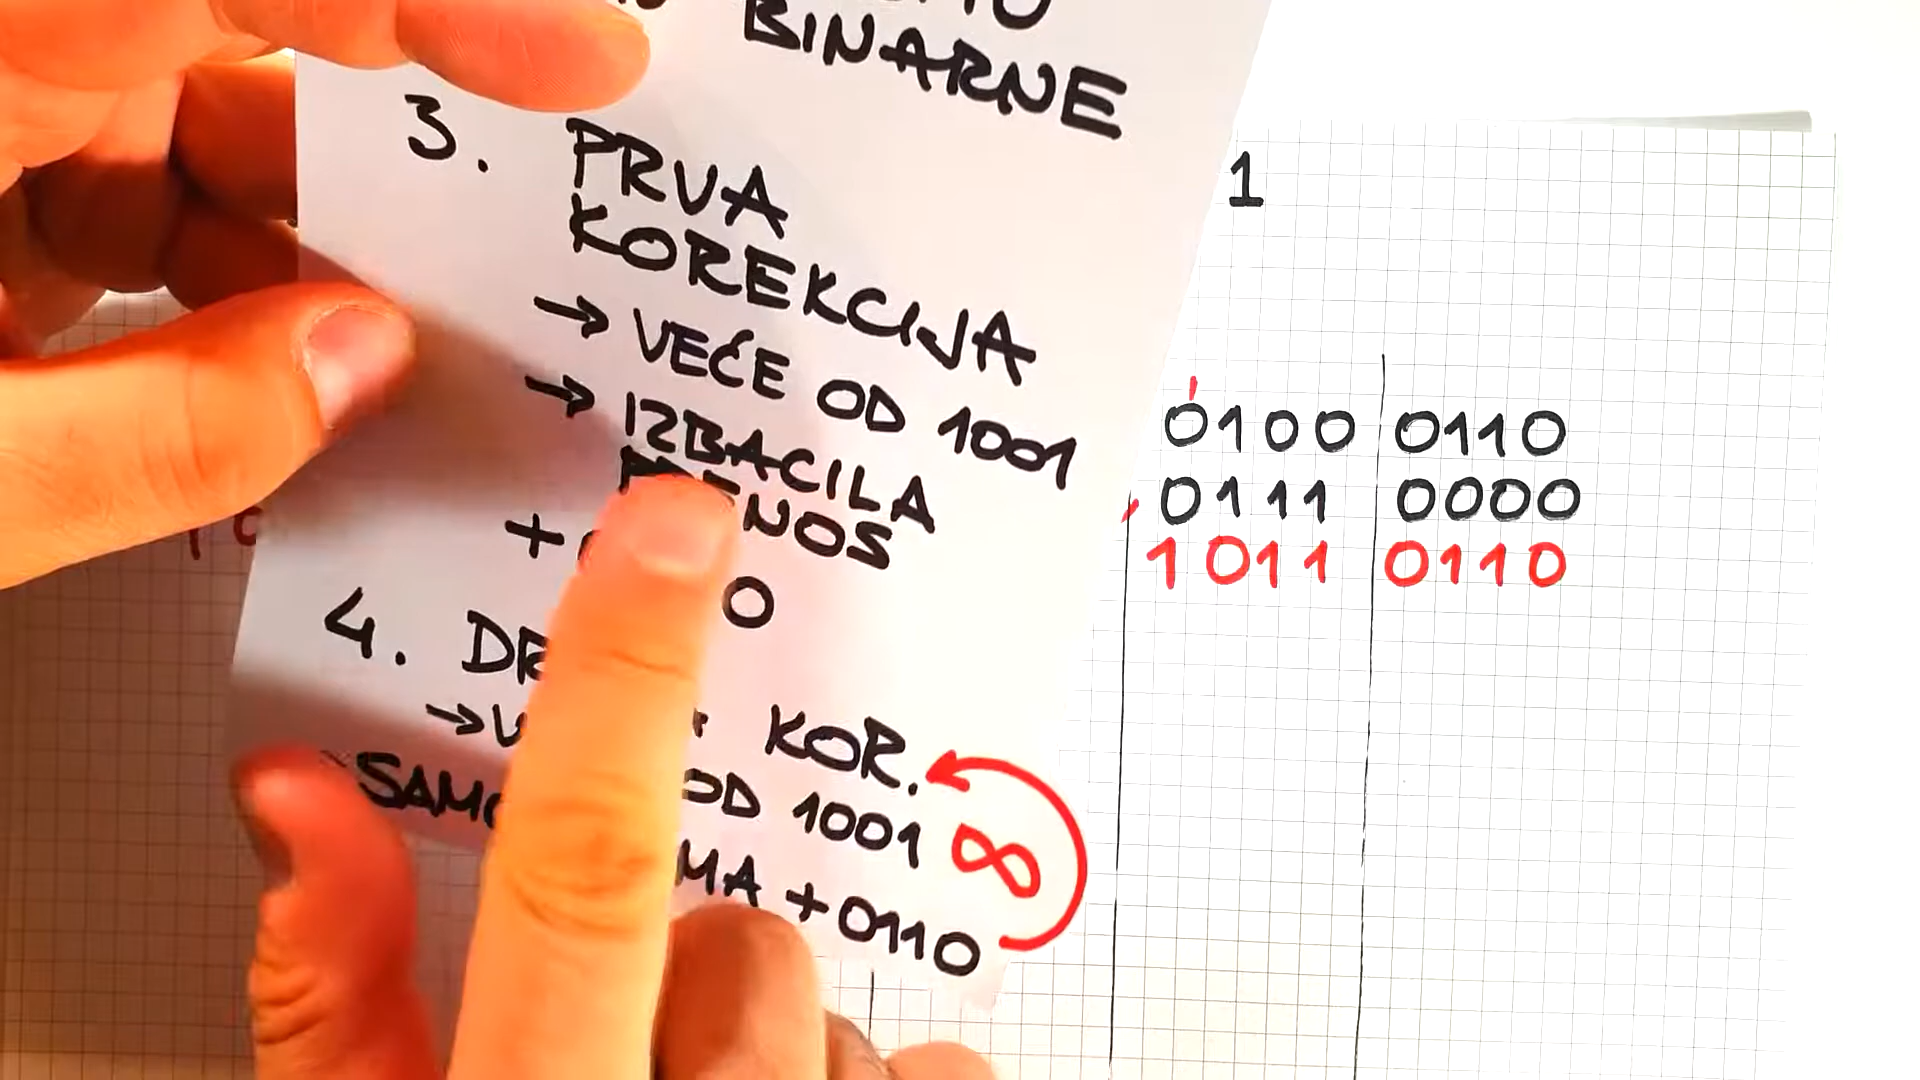 BINARNE
3. PRVA
KOREKCIJA
→ VEĆE OD 1001
→ IZBACILA
+ 0
4.
→ KOR.
OD 1001 ∞
+0110
1
0100 0110
0111 0000
1011 0110